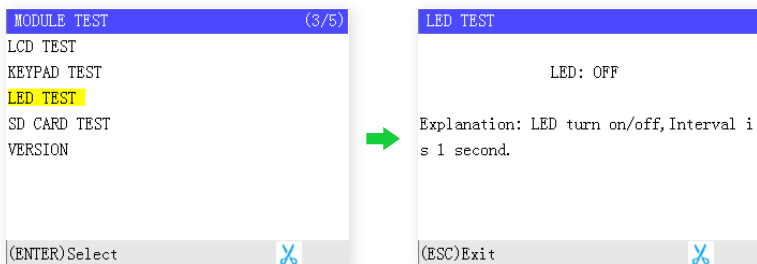 MODULE TEST (3/5)
LCD TEST
KEYPAD TEST
LED TEST
SD CARD TEST
VERSION
(ENTER)Select
LED TEST
LED: OFF
Explanation: LED turn on/off,Interval i
s 1 second.
(ESC)Exit